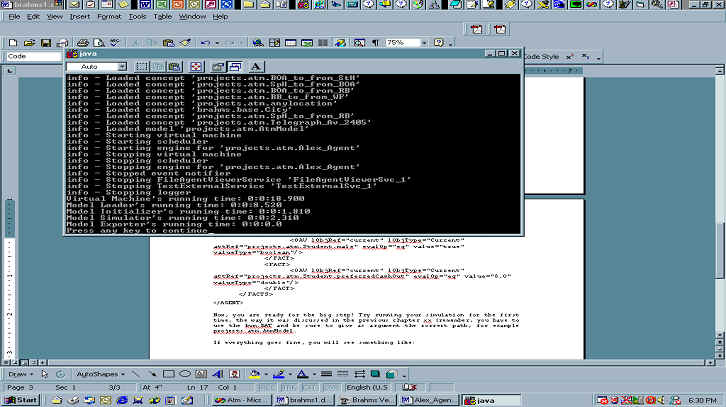 brahms1.d
File Edit View Insert Format Tools Table Window Help
75%
Code
Code Style
java
Auto
info - Loaded concept 'projects.atm.BOA_to_from_StH'
info - Loaded concept 'projects.atm.SpH_to_from_BOA'
info - Loaded concept 'projects.atm.BOA_to_from_RB'
info - Loaded concept 'projects.atm.RB_to_from_WF'
info - Loaded concept 'projects.atm.anylocation'
info - Loaded concept 'brahms.base.City'
info - Loaded concept 'projects.atm.SpH_to_from_RB'
info - Loaded concept 'projects.atm.Telegraph_Av_2405'
info - Loaded model 'projects.atm.AtmModel'
info - Starting virtual machine
info - Starting scheduler
info - Starting engine for 'projects.atm.Alex_Agent'
info - Stopping virtual machine
info - Stopping scheduler
info - Stopping engine for 'projects.atm.Alex_Agent'
info - Stopped event notifier
info - Stopping FileAgentViewerService 'FileAgentViewerSvc_1'
info - Stopping TestExternalService 'TestExternalSvc_1'
info - Stopping logger
Virtual Machine's running time: 0:0:18.980
Model Loader's running time: 0:0:8.520
Model Initializer's running time: 0:0:1.810
Model Simulator's running time: 0:0:2.310
Model Exporter's running time: 0:0:0.0
Press any key to continue_
<OAV lObjRef="current" lObjType="Current"
attRef="projects.atm.Student.male" evalOp="eq" value="true"
valueType="boolean"/>
</FACT>
<FACT>
<OAV lObjRef="current" lObjType="Current"
attRef="projects.atm.Student.preferredCashOut" evalOp="eq" value="8.0"
valueType="double"/>
</FACT>
</FACTS>
</AGENT>
Now, you are ready for the big step! Try running your simulation for the first
time, the way it was discussed in the previous chapter xx (remember, you have to
use the bvm.BAT and be sure to give as argument the correct path; for example
projects.atm.AtmModel.
If everything goes fine, you will see something like:
Draw AutoShapes
Page 3 Sec 1 3/3 At 4" Ln 17 Col 1 REC TRK EXT OVR English (U.S
Start Atm - Micr... brahms1.d... Brahms Ve... Alex_Agen... java 6:30 PM